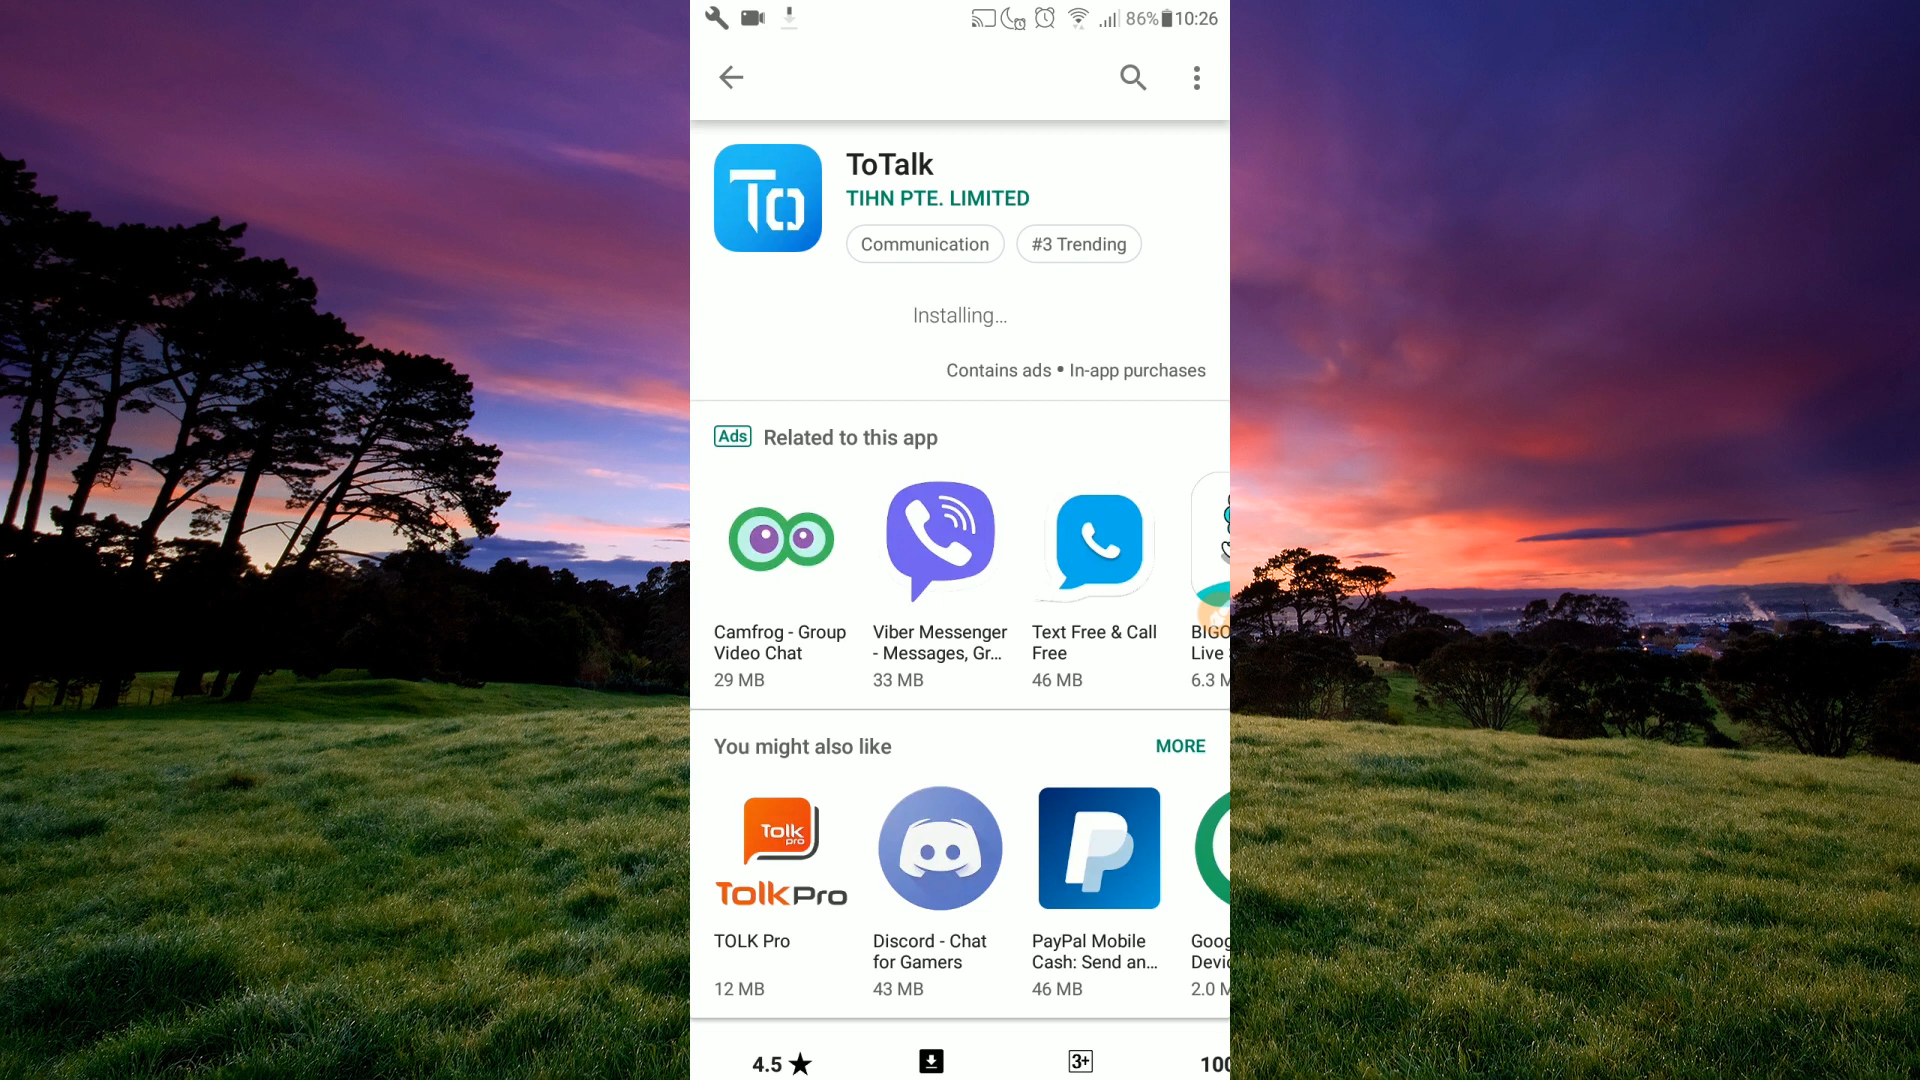 86% 10:26
To
ToTalk
TIHN PTE. LIMITED
Communication
#3 Trending
Installing...
Contains ads • In-app purchases
Ads Related to this app
Camfrog - Group Video Chat
29 MB
Viber Messenger - Messages, Gr...
33 MB
Text Free & Call Free
46 MB
BIGO
Live
6.3 M
You might also like
MORE
Tolk pro
TolkPro
TOLK Pro
12 MB
Discord - Chat for Gamers
43 MB
PayPal Mobile Cash: Send an...
46 MB
Goog
Devic
2.0 M
4.5 ★
3+
100